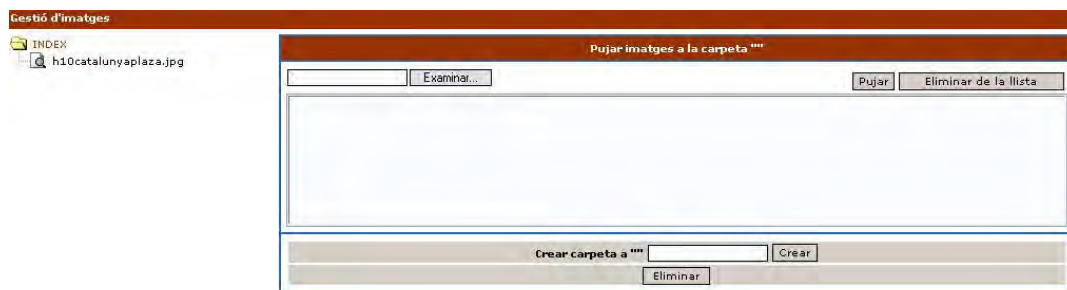 Gestió d'imatges
INDEX
h10catalunyaplaza.jpg
Pujar imatges a la carpeta ""
Examinar...
Pujar
Eliminar de la llista
Crear carpeta a ""
Crear
Eliminar